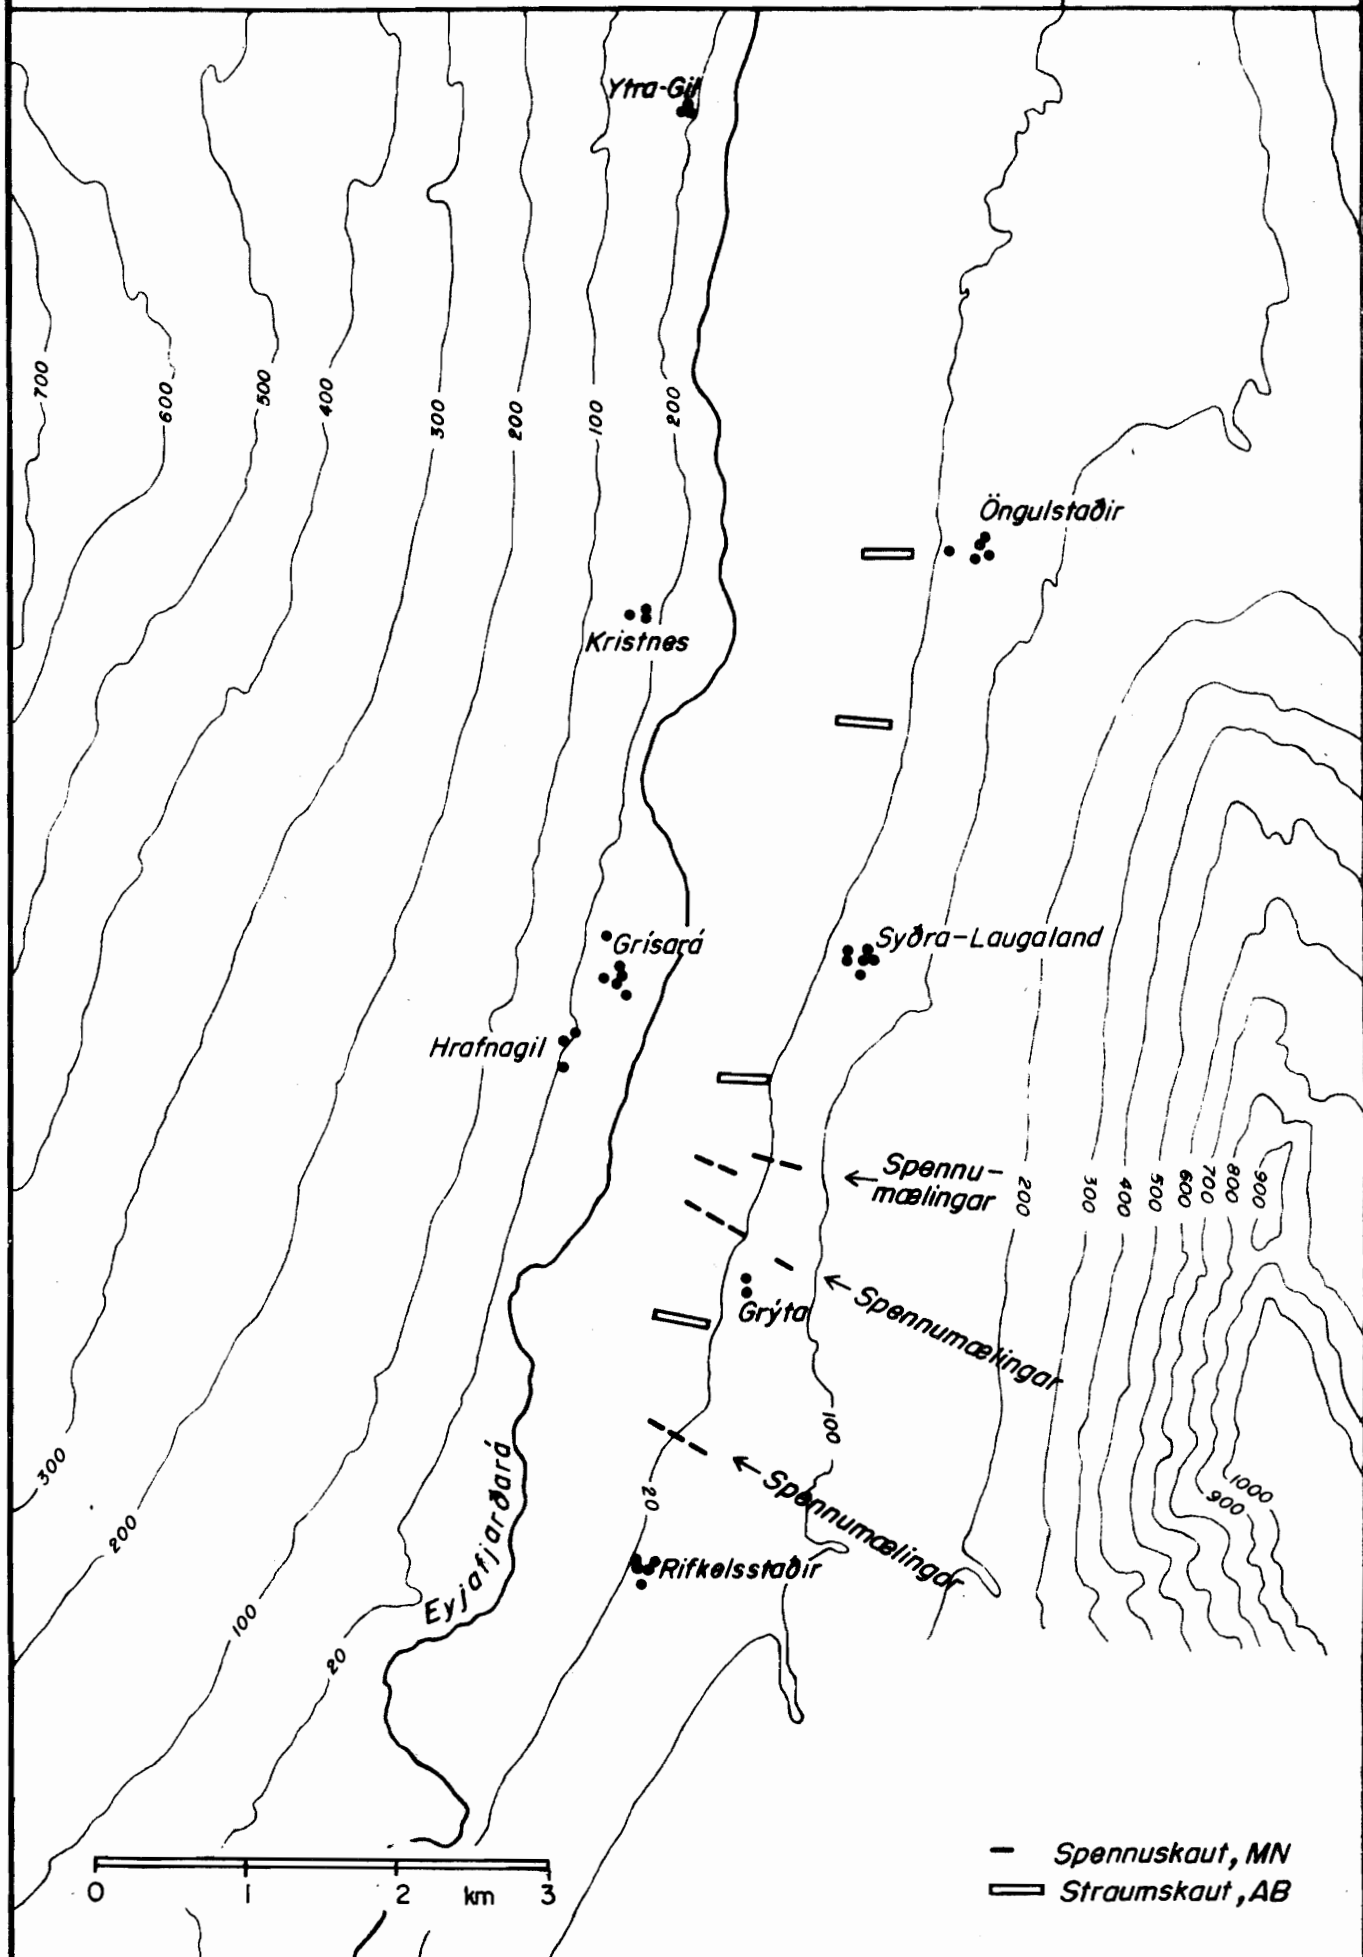 Ytra-Gil
700
600
500
400
300
200
100
200
Öngulstaðir
Kristnes
Grísará
Syðra-Laugaland
Hrafnagil
Spennu-
mælingar
200
300
400
500
600
700
800
900
Spennumælingar
Grýta
100
Spennumælingar
1000
900
20
Rifkelsstaðir
Eyjafjarðará
300
200
100
20
0 1 2 km 3
Spennuskaut, MN
Straumskaut, AB